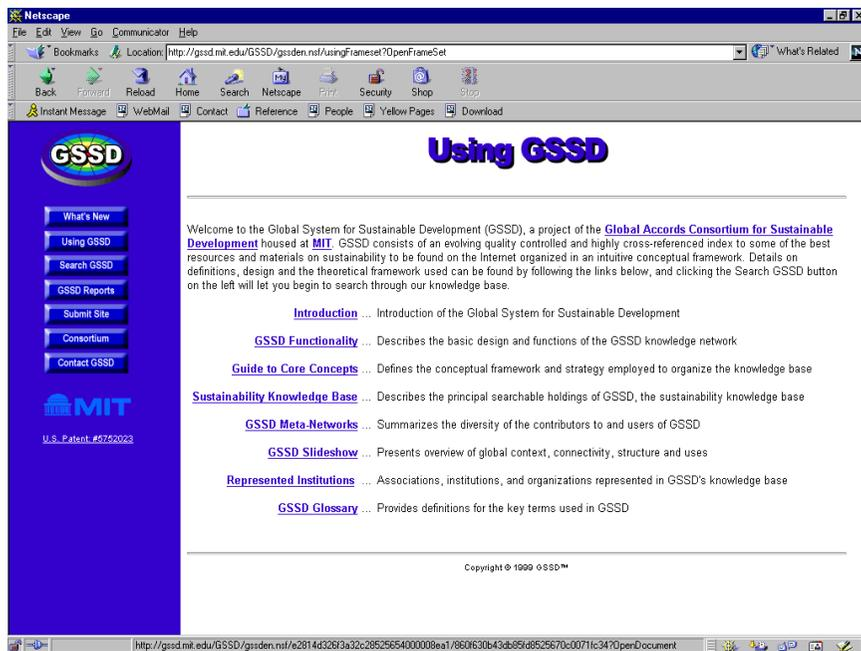 Netscape
File Edit View Go Communicator Help
Bookmarks Location: http://gssd.mit.edu/GSSD/gssden.nsf/usingFrameset?OpenFrameSet What's Related
Back Forward Reload Home Search Netscape Print Security Shop Stop
Instant Message WebMail Contact Reference People Yellow Pages Download
GSSD
What's New
Using GSSD
Search GSSD
GSSD Reports
Submit Site
Consortium
Contact GSSD
MIT
U.S. Patent: #5752023
Using GSSD
Welcome to the Global System for Sustainable Development (GSSD), a project of the Global Accords Consortium for Sustainable
Development housed at MIT. GSSD consists of an evolving quality controlled and highly cross-referenced index to some of the best
resources and materials on sustainability to be found on the Internet organized in an intuitive conceptual framework. Details on
definitions, design and the theoretical framework used can be found by following the links below, and clicking the Search GSSD button
on the left will let you begin to search through our knowledge base.
Introduction ... Introduction of the Global System for Sustainable Development
GSSD Functionality ... Describes the basic design and functions of the GSSD knowledge network
Guide to Core Concepts ... Defines the conceptual framework and strategy employed to organize the knowledge base
Sustainability Knowledge Base ... Describes the principal searchable holdings of GSSD, the sustainability knowledge base
GSSD Meta-Networks ... Summarizes the diversity of the contributors to and users of GSSD
GSSD Slideshow ... Presents overview of global context, connectivity, structure and uses
Represented Institutions ... Associations, institutions, and organizations represented in GSSD's knowledge base
GSSD Glossary ... Provides definitions for the key terms used in GSSD
Copyright © 1999 GSSD™
http://gssd.mit.edu/GSSD/gssden.nsf/e2814d326f3a32c28525654000008ea1/860f630b43db85fd8525670c0071fc34?OpenDocument